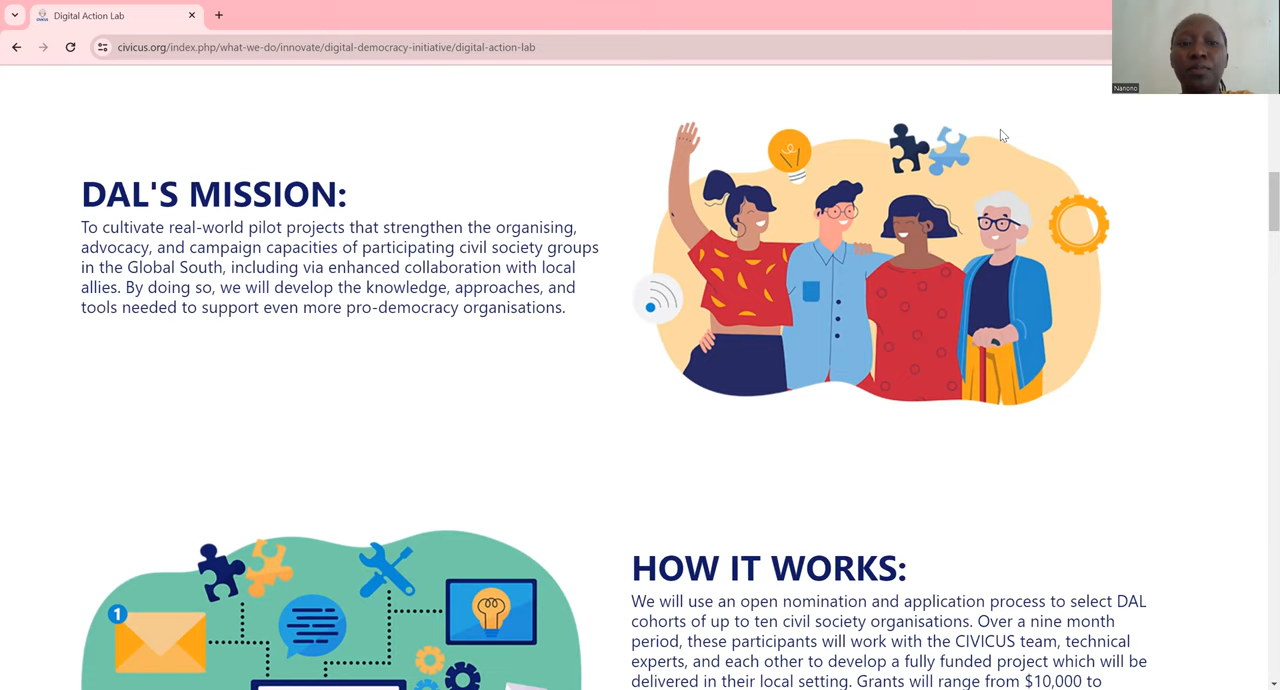 Digital Action Lab
civicus.org/index.php/what-we-do/innovate/digital-democracy-initiative/digital-action-lab
Nanono
DAL'S MISSION:
To cultivate real-world pilot projects that strengthen the organising,
advocacy, and campaign capacities of participating civil society groups
in the Global South, including via enhanced collaboration with local
allies. By doing so, we will develop the knowledge, approaches, and
tools needed to support even more pro-democracy organisations.
1
HOW IT WORKS:
We will use an open nomination and application process to select DAL
cohorts of up to ten civil society organisations. Over a nine month
period, these participants will work with the CIVICUS team, technical
experts, and each other to develop a fully funded project which will be
delivered in their local setting. Grants will range from $10,000 to